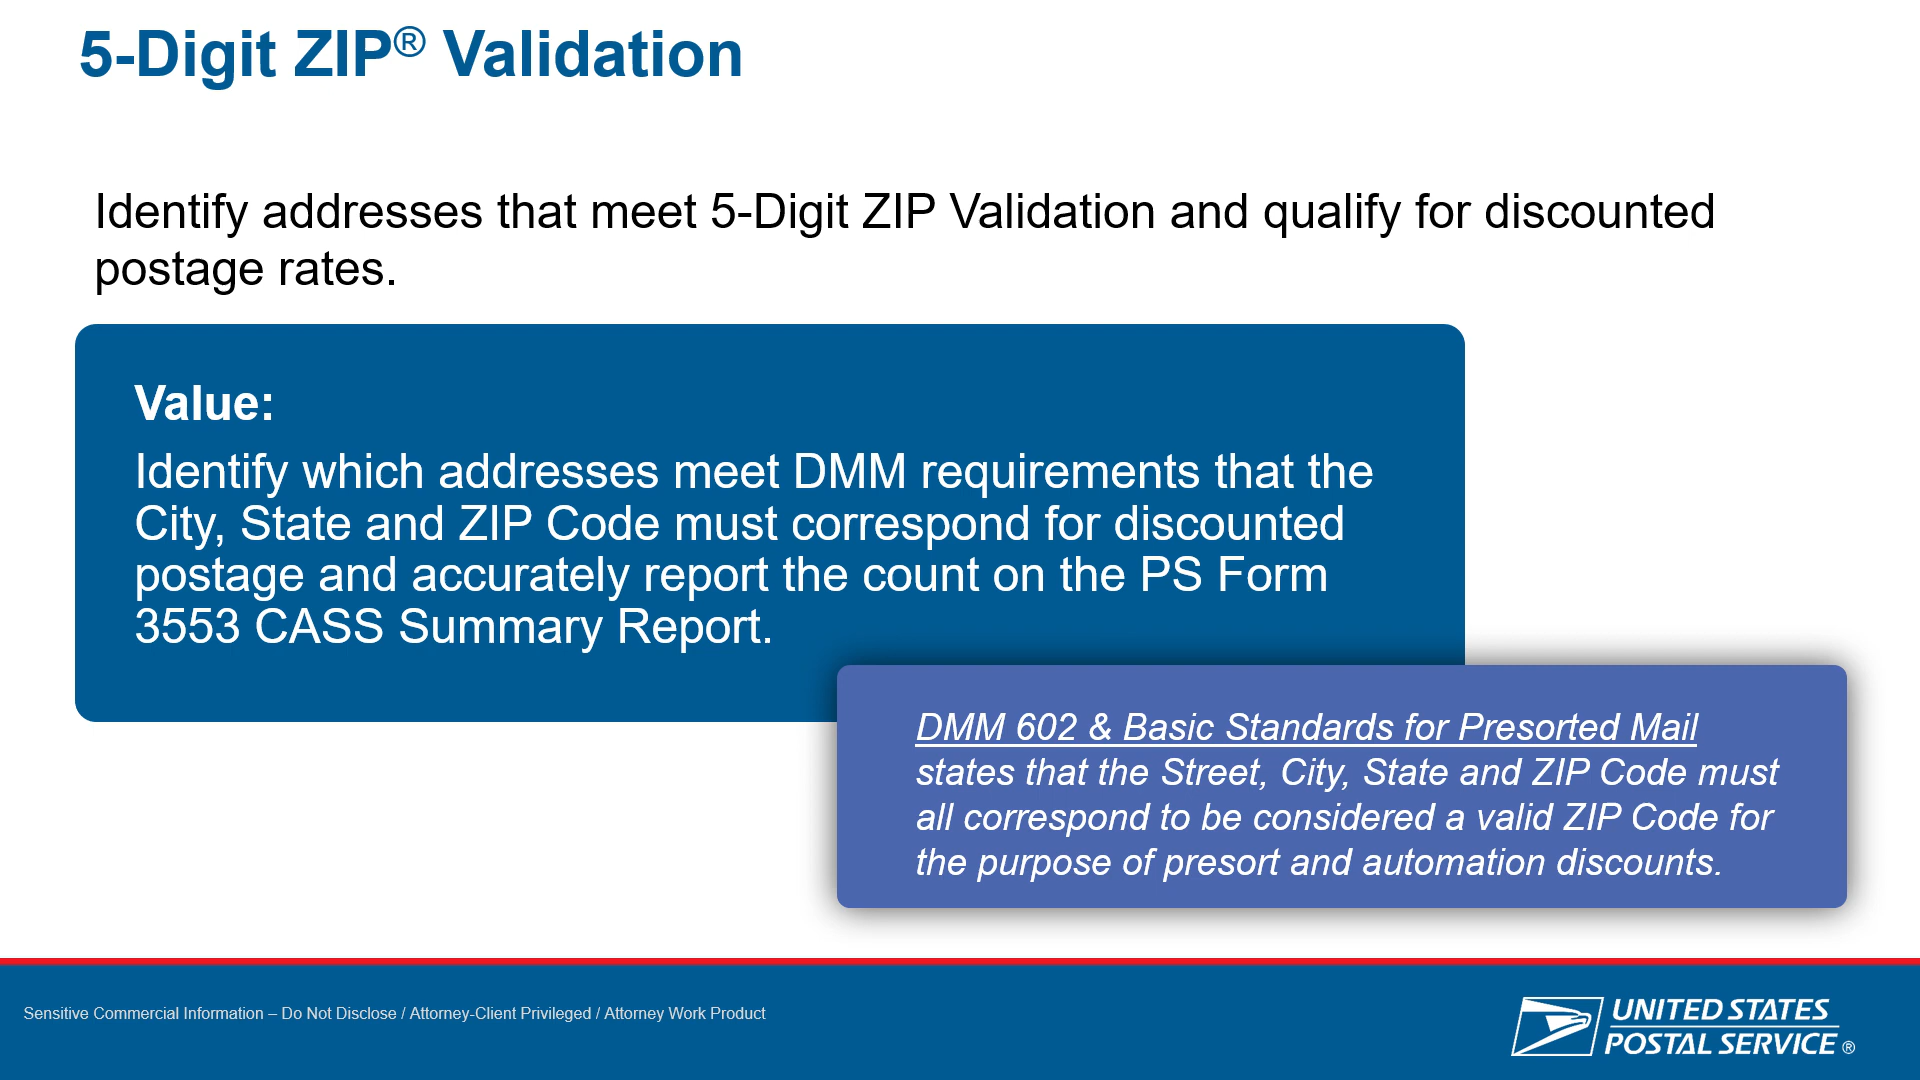 5-Digit ZIP® Validation
Identify addresses that meet 5-Digit ZIP Validation and qualify for discounted
postage rates.
Value:
Identify which addresses meet DMM requirements that the
City, State and ZIP Code must correspond for discounted
postage and accurately report the count on the PS Form
3553 CASS Summary Report.
DMM 602 & Basic Standards for Presorted Mail
states that the Street, City, State and ZIP Code must
all correspond to be considered a valid ZIP Code for
the purpose of presort and automation discounts.
Sensitive Commercial Information – Do Not Disclose / Attorney-Client Privileged / Attorney Work Product
UNITED STATES
POSTAL SERVICE ®